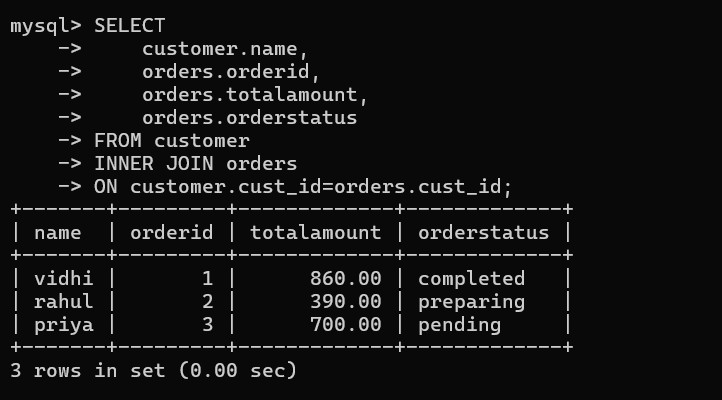 mysql> SELECT
    ->     customer.name,
    ->     orders.orderid,
    ->     orders.totalamount,
    ->     orders.orderstatus
    -> FROM customer
    -> INNER JOIN orders
    -> ON customer.cust_id=orders.cust_id;
+-------+---------+-------------+-------------+
| name  | orderid | totalamount | orderstatus |
+-------+---------+-------------+-------------+
| vidhi |       1 |      860.00 | completed   |
| rahul |       2 |      390.00 | preparing   |
| priya |       3 |      700.00 | pending     |
+-------+---------+-------------+-------------+
3 rows in set (0.00 sec)